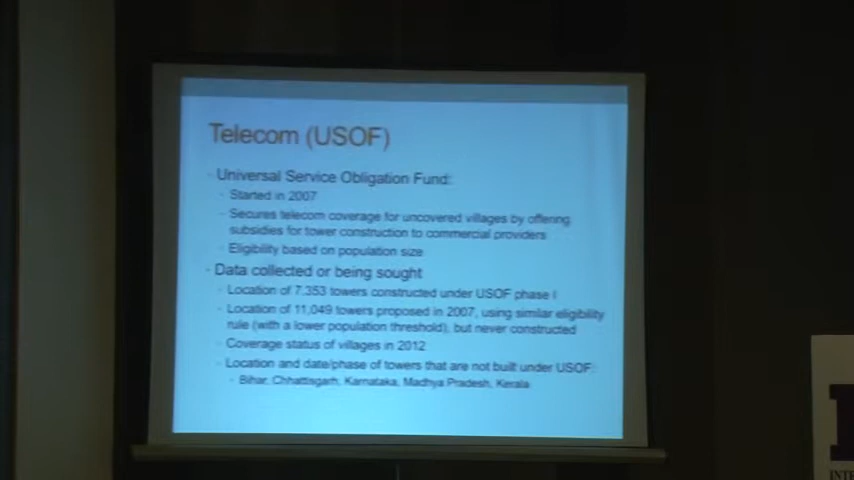 Telecom (USOF)
Universal Service Obligation Fund:
Started in 2007
Secures telecom coverage for uncovered villages by offering
subsidies for tower construction to commercial providers
Eligibility based on population size
Data collected or being sought
Location of 7,353 towers constructed under USOF phase I
Location of 11,049 towers proposed in 2007, using similar eligibility
rule (with a lower population threshold), but never constructed
Coverage status of villages in 2012
Location and date/phase of towers that are not built under USOF:
Bihar, Chhattisgarh, Karnataka, Madhya Pradesh, Kerala